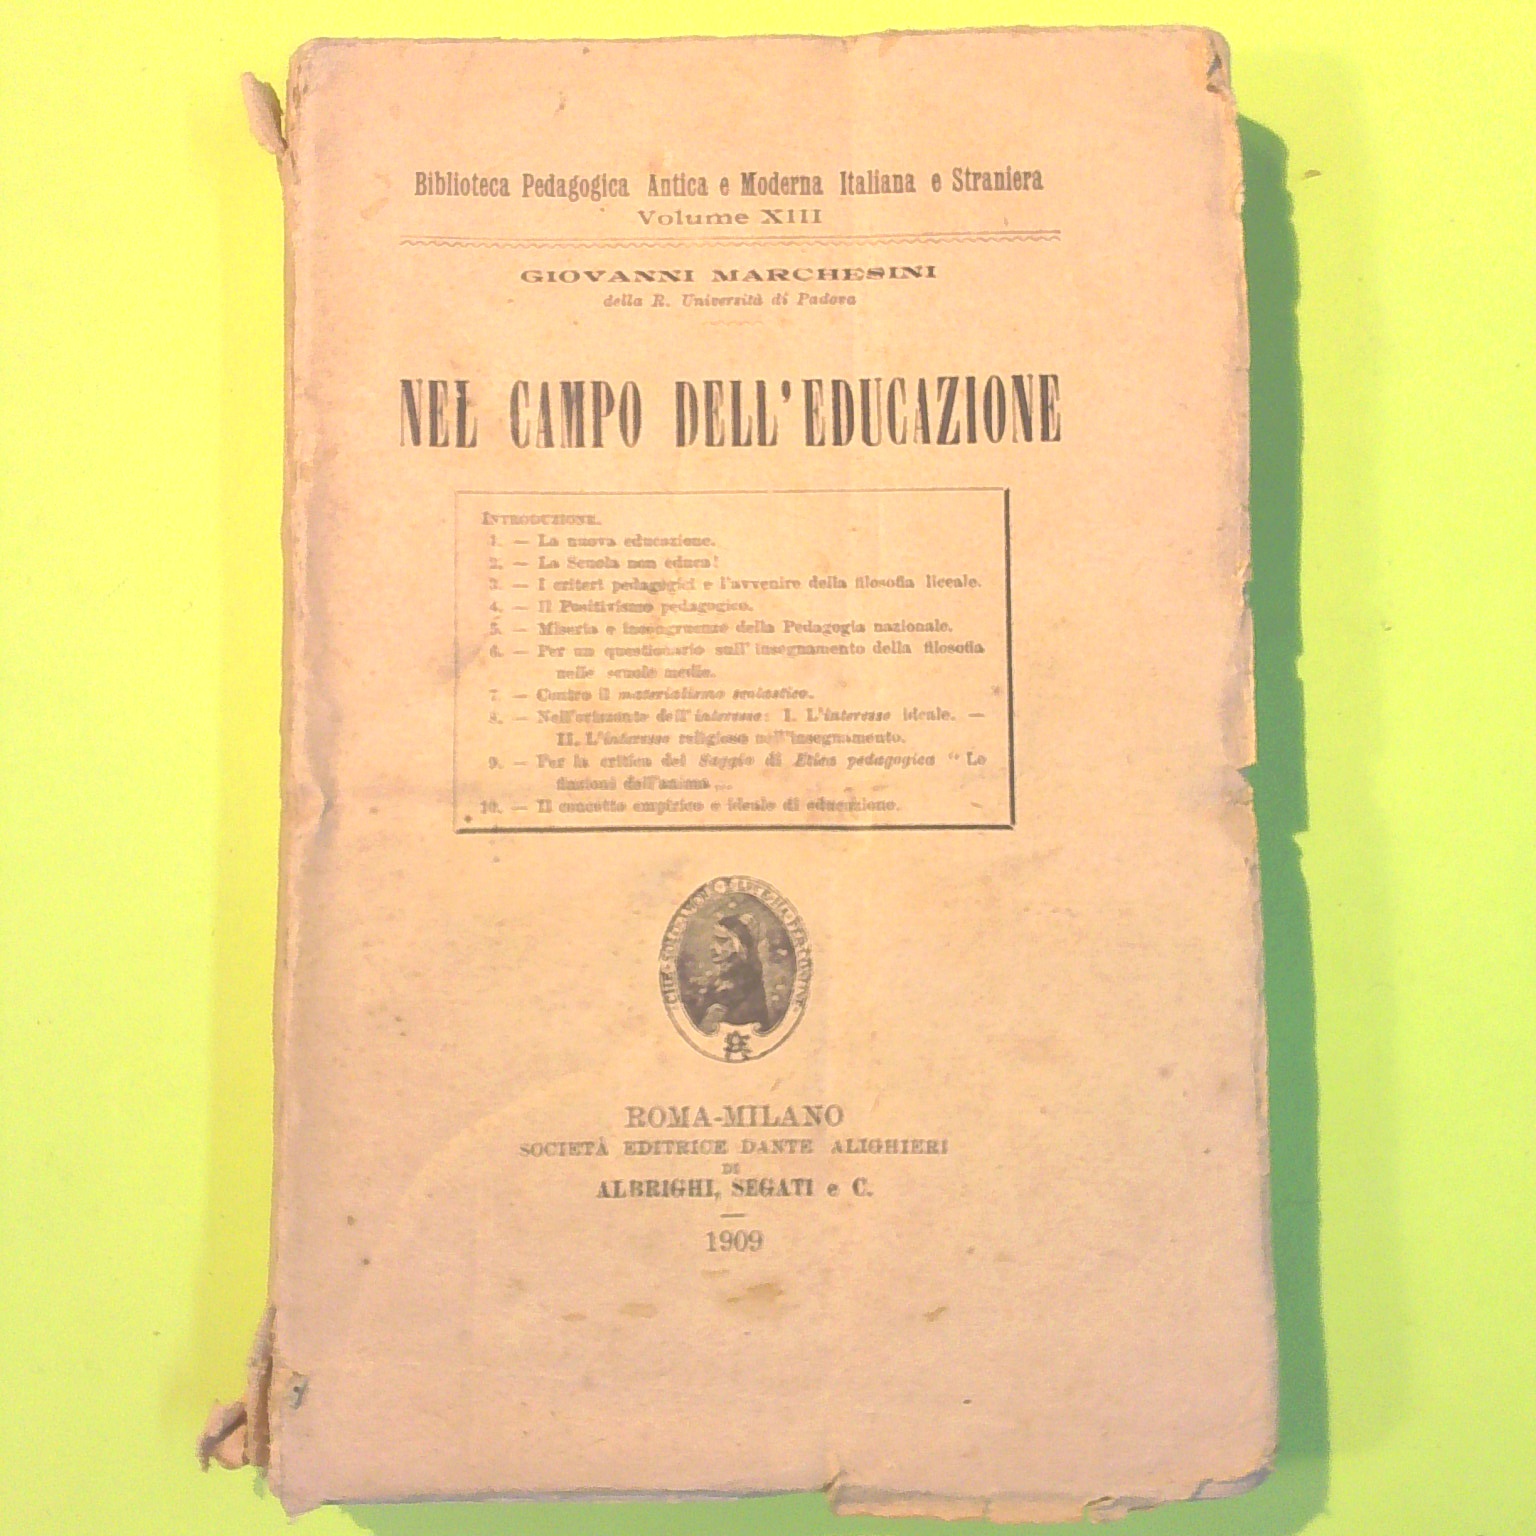 Biblioteca Pedagogica Antica e Moderna Italiana e Straniera
Volume XIII
GIOVANNI MARCHESINI
della R. Università di Padova
NEL CAMPO DELL'EDUCAZIONE
INTRODUZIONE.
1. — La nuova educazione.
2. — La Scuola non educa!
3. — I criteri pedagogici e l'avvenire della filosofia liceale.
4. — Il Positivismo pedagogico.
5. — Miseria e incongruenze della Pedagogia nazionale.
6. — Per un questionario sull'insegnamento della filosofia
nelle scuole medie.
7. — Contro il materialismo scolastico.
8. — Nell'orizzonte dell'interesse: I. L'interesse ideale. —
II. L'interesse religioso nell'insegnamento.
9. — Per la critica del Saggio di Etica pedagogica “Le
finzioni dell'anima„.
10. — Il concetto empirico e ideale di educazione.
ROMA-MILANO
SOCIETÀ EDITRICE DANTE ALIGHIERI
DI
ALBRIGHI, SEGATI e C.
1909